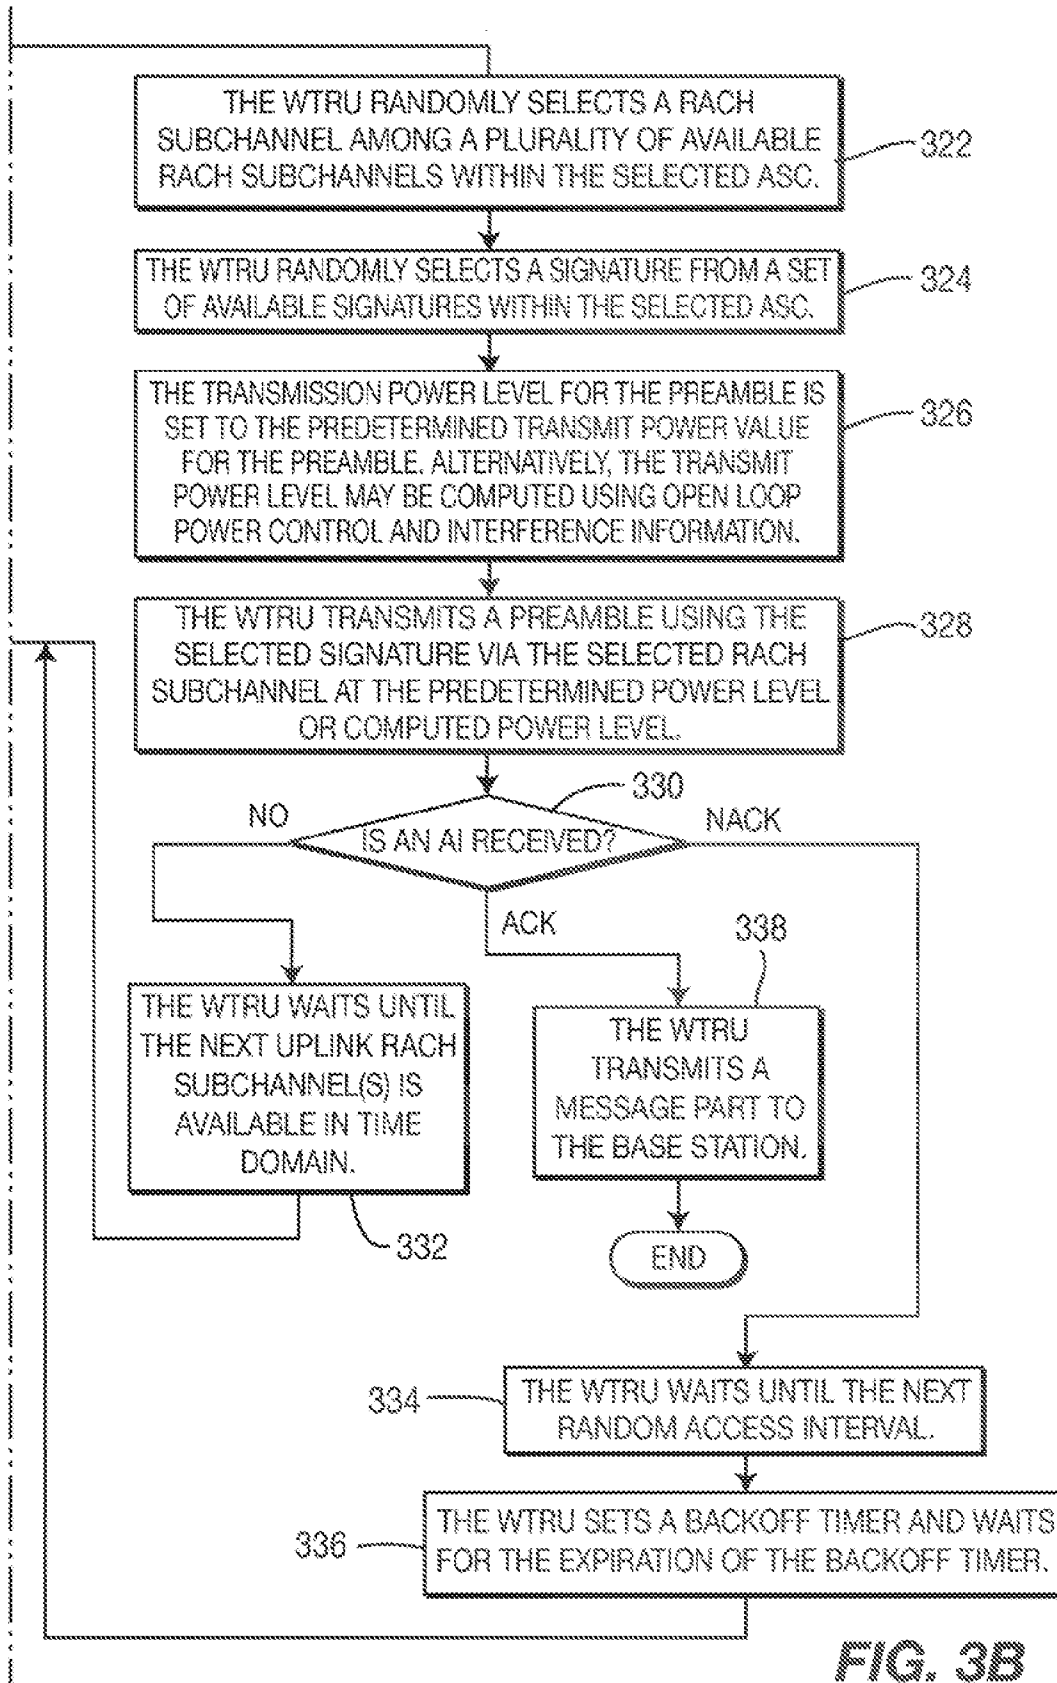 THE WTRU RANDOMLY SELECTS A RACH
SUBCHANNEL AMONG A PLURALITY OF AVAILABLE
RACH SUBCHANNELS WITHIN THE SELECTED ASC.
322
THE WTRU RANDOMLY SELECTS A SIGNATURE FROM A SET
OF AVAILABLE SIGNATURES WITHIN THE SELECTED ASC.
324
THE TRANSMISSION POWER LEVEL FOR THE PREAMBLE IS
SET TO THE PREDETERMINED TRANSMIT POWER VALUE
FOR THE PREAMBLE. ALTERNATIVELY, THE TRANSMIT
POWER LEVEL MAY BE COMPUTED USING OPEN LOOP
POWER CONTROL AND INTERFERENCE INFORMATION.
326
THE WTRU TRANSMITS A PREAMBLE USING THE
SELECTED SIGNATURE VIA THE SELECTED RACH
SUBCHANNEL AT THE PREDETERMINED POWER LEVEL
OR COMPUTED POWER LEVEL.
328
330
NO
IS AN AI RECEIVED?
NACK
ACK
338
THE WTRU WAITS UNTIL
THE NEXT UPLINK RACH
SUBCHANNEL(S) IS
AVAILABLE IN TIME
DOMAIN.
332
THE WTRU
TRANSMITS A
MESSAGE PART TO
THE BASE STATION.
END
334
THE WTRU WAITS UNTIL THE NEXT
RANDOM ACCESS INTERVAL.
336
THE WTRU SETS A BACKOFF TIMER AND WAITS
FOR THE EXPIRATION OF THE BACKOFF TIMER.
FIG. 3B